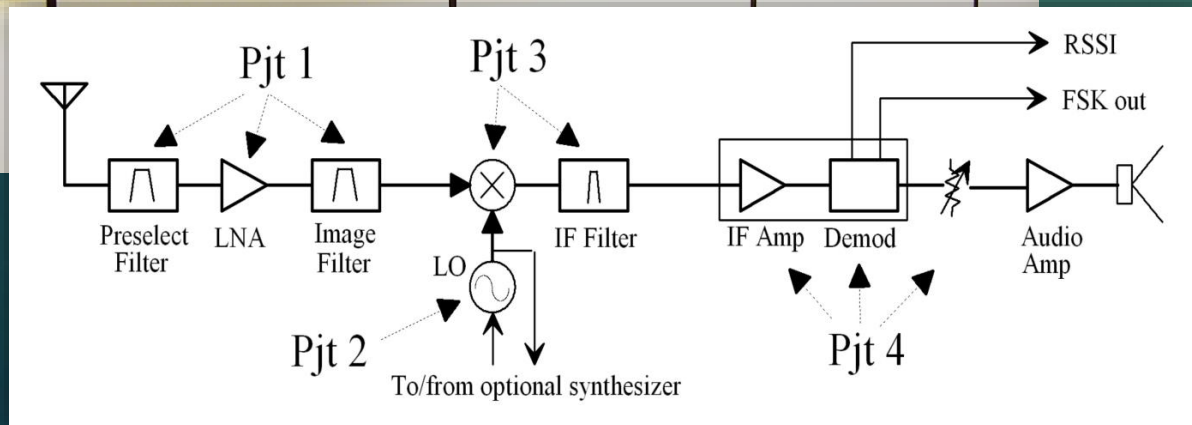 Pjt 1
Pjt 3
RSSI
FSK out
Preselect
Filter
LNA
Image
Filter
LO
IF Filter
IF Amp
Demod
Audio
Amp
Pjt 2
Pjt 4
To/from optional synthesizer